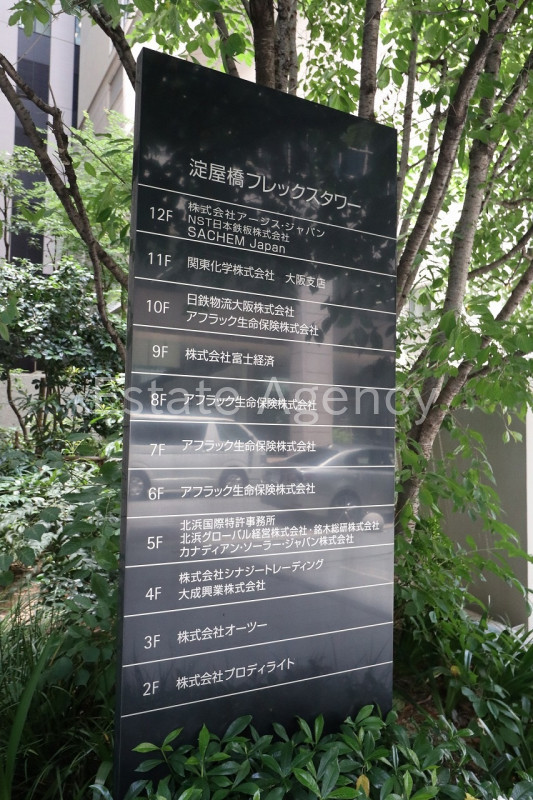 淀屋橋フレックスタワー
12F 株式会社アージス・ジャパン
NST日本鉄板株式会社
SACHEM Japan
11F 関東化学株式会社 大阪支店
10F 日鉄物流大阪株式会社
アフラック生命保険株式会社
9F 株式会社富士経済
8F アフラック生命保険株式会社
Estate Agency
7F アフラック生命保険株式会社
6F アフラック生命保険株式会社
5F 北浜国際特許事務所
北浜グローバル経営株式会社・銘木総研株式会社
カナディアン・ソーラー・ジャパン株式会社
4F 株式会社シナジートレーディング
大成興業株式会社
3F 株式会社オーツー
2F 株式会社プロディライト